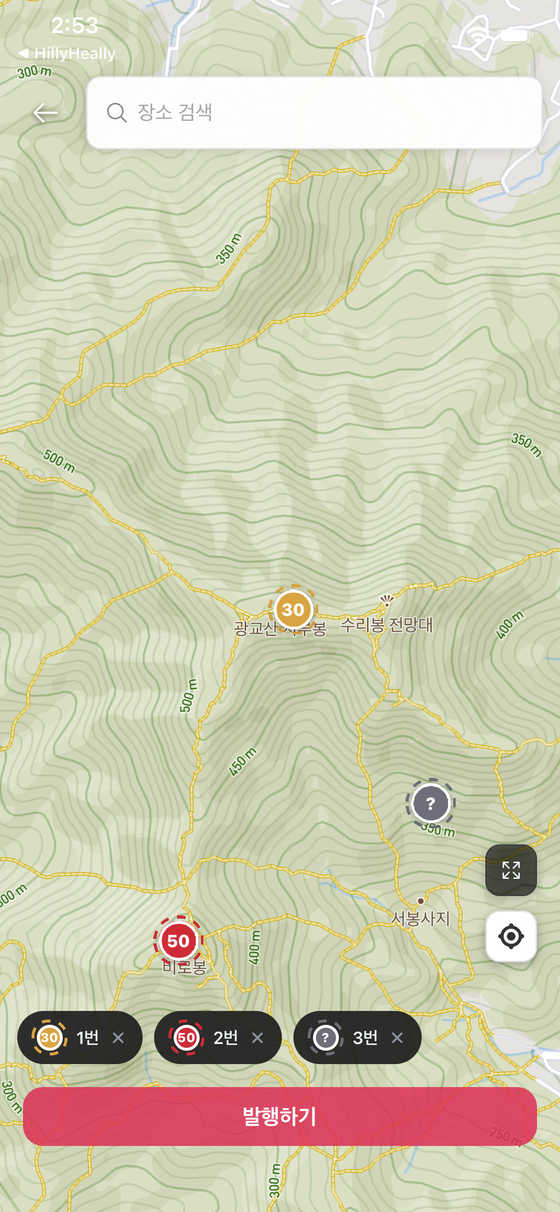 2:53
◀ HillyHeally
300 m
장소 검색
350 m
350 m
500 m
30
광교산 시루봉
수리봉 전망대
400 m
500 m
450 m
?
350 m
서봉사지
50
비로봉
400 m
30 1번 ×
50 2번 ×
? 3번 ×
300 m
발행하기
250 m
300 m